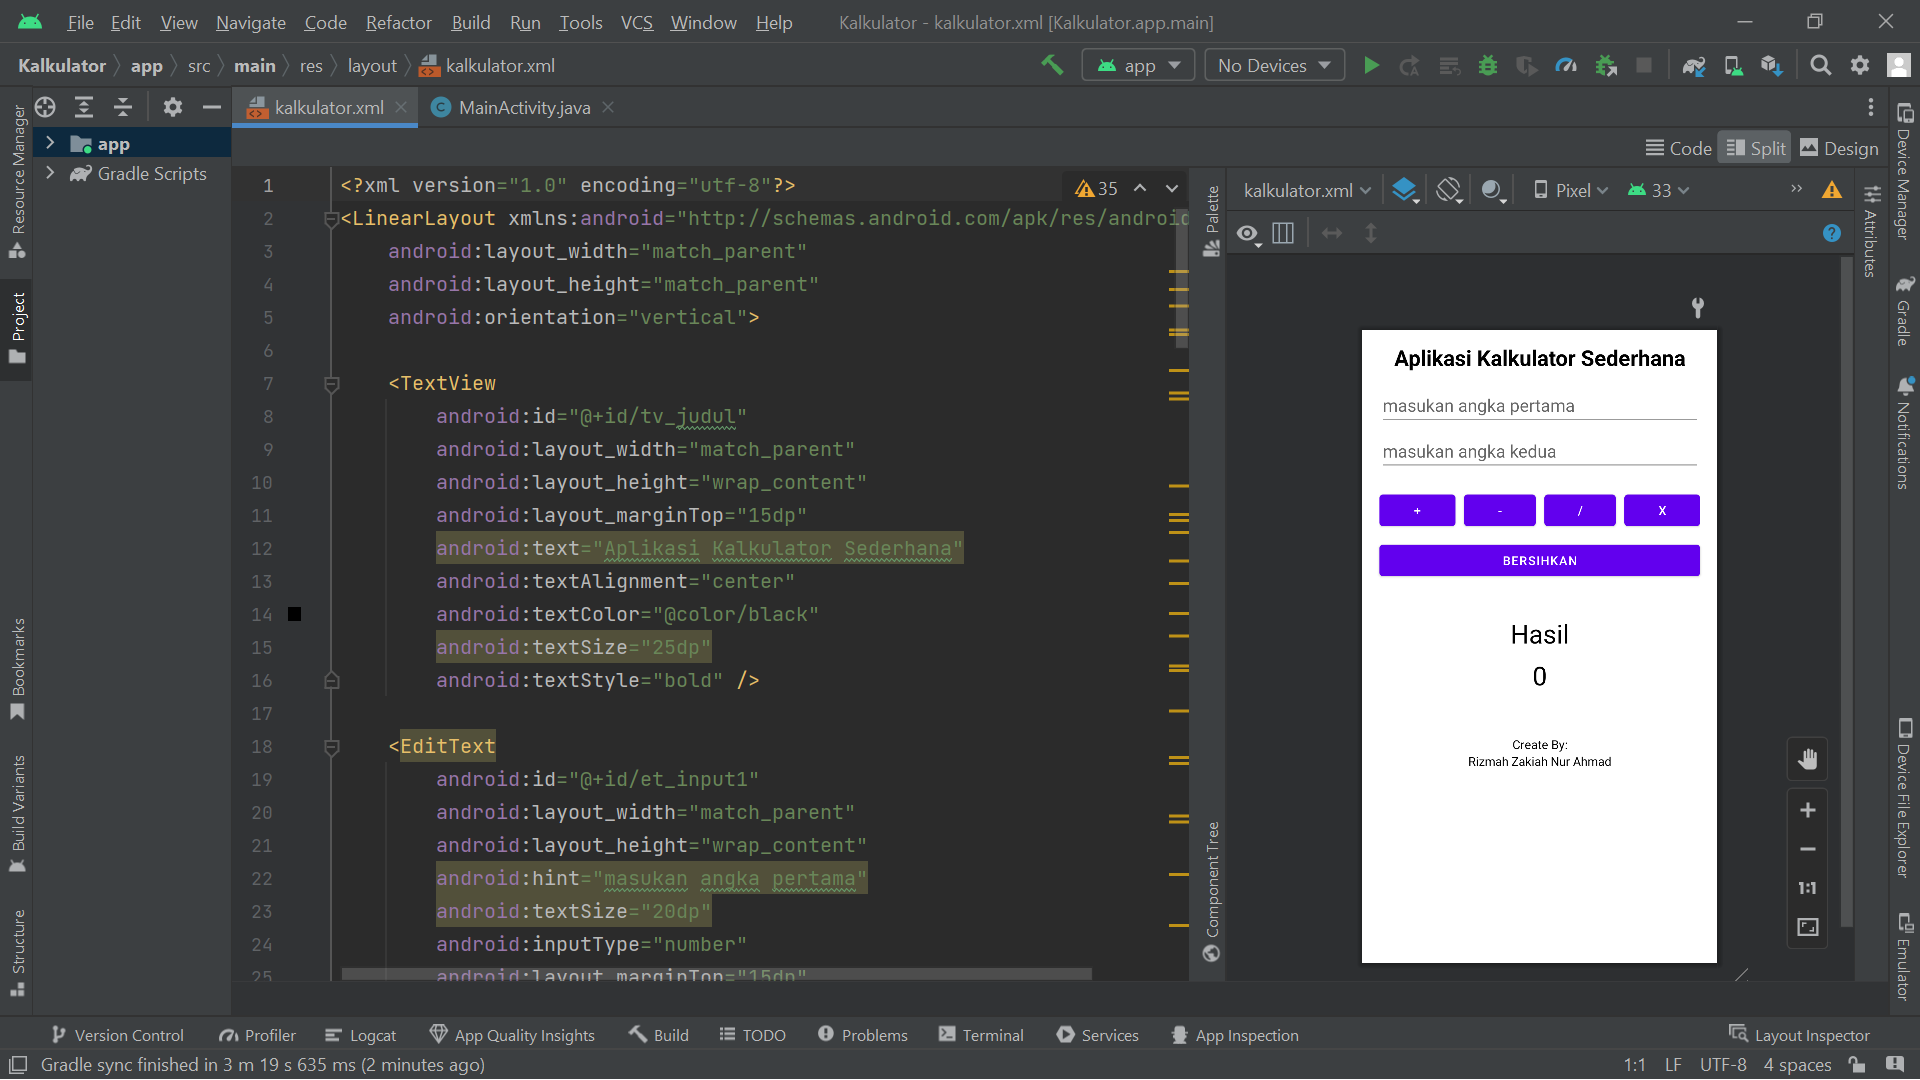 File Edit View Navigate Code Refactor Build Run Tools VCS Window Help Kalkulator - kalkulator.xml [Kalkulator.app.main]
Kalkulator app src main res layout kalkulator.xml app No Devices
kalkulator.xml MainActivity.java
Code Split Design
app
Gradle Scripts
Resource Manager
Project
Bookmarks
Build Variants
Structure
35
1 <?xml version="1.0" encoding="utf-8"?>
2 <LinearLayout xmlns:android="http://schemas.android.com/apk/res/android
3 android:layout_width="match_parent"
4 android:layout_height="match_parent"
5 android:orientation="vertical">
6
7 <TextView
8 android:id="@+id/tv_judul"
9 android:layout_width="match_parent"
10 android:layout_height="wrap_content"
11 android:layout_marginTop="15dp"
12 android:text="Aplikasi Kalkulator Sederhana"
13 android:textAlignment="center"
14 android:textColor="@color/black"
15 android:textSize="25dp"
16 android:textStyle="bold" />
17
18 <EditText
19 android:id="@+id/et_input1"
20 android:layout_width="match_parent"
21 android:layout_height="wrap_content"
22 android:hint="masukan angka pertama"
23 android:textSize="20dp"
24 android:inputType="number"
25 android:layout_marginTop="15dp"
Palette
Component Tree
kalkulator.xml Pixel 33
Aplikasi Kalkulator Sederhana
masukan angka pertama
masukan angka kedua
+ - / X
BERSIHKAN
Hasil
0
Create By:
Rizmah Zakiah Nur Ahmad
1:1
Attributes
Device Manager
Gradle
Notifications
Device File Explorer
Emulator
Version Control Profiler Logcat App Quality Insights Build TODO Problems Terminal Services App Inspection Layout Inspector
Gradle sync finished in 3 m 19 s 635 ms (2 minutes ago) 1:1 LF UTF-8 4 spaces